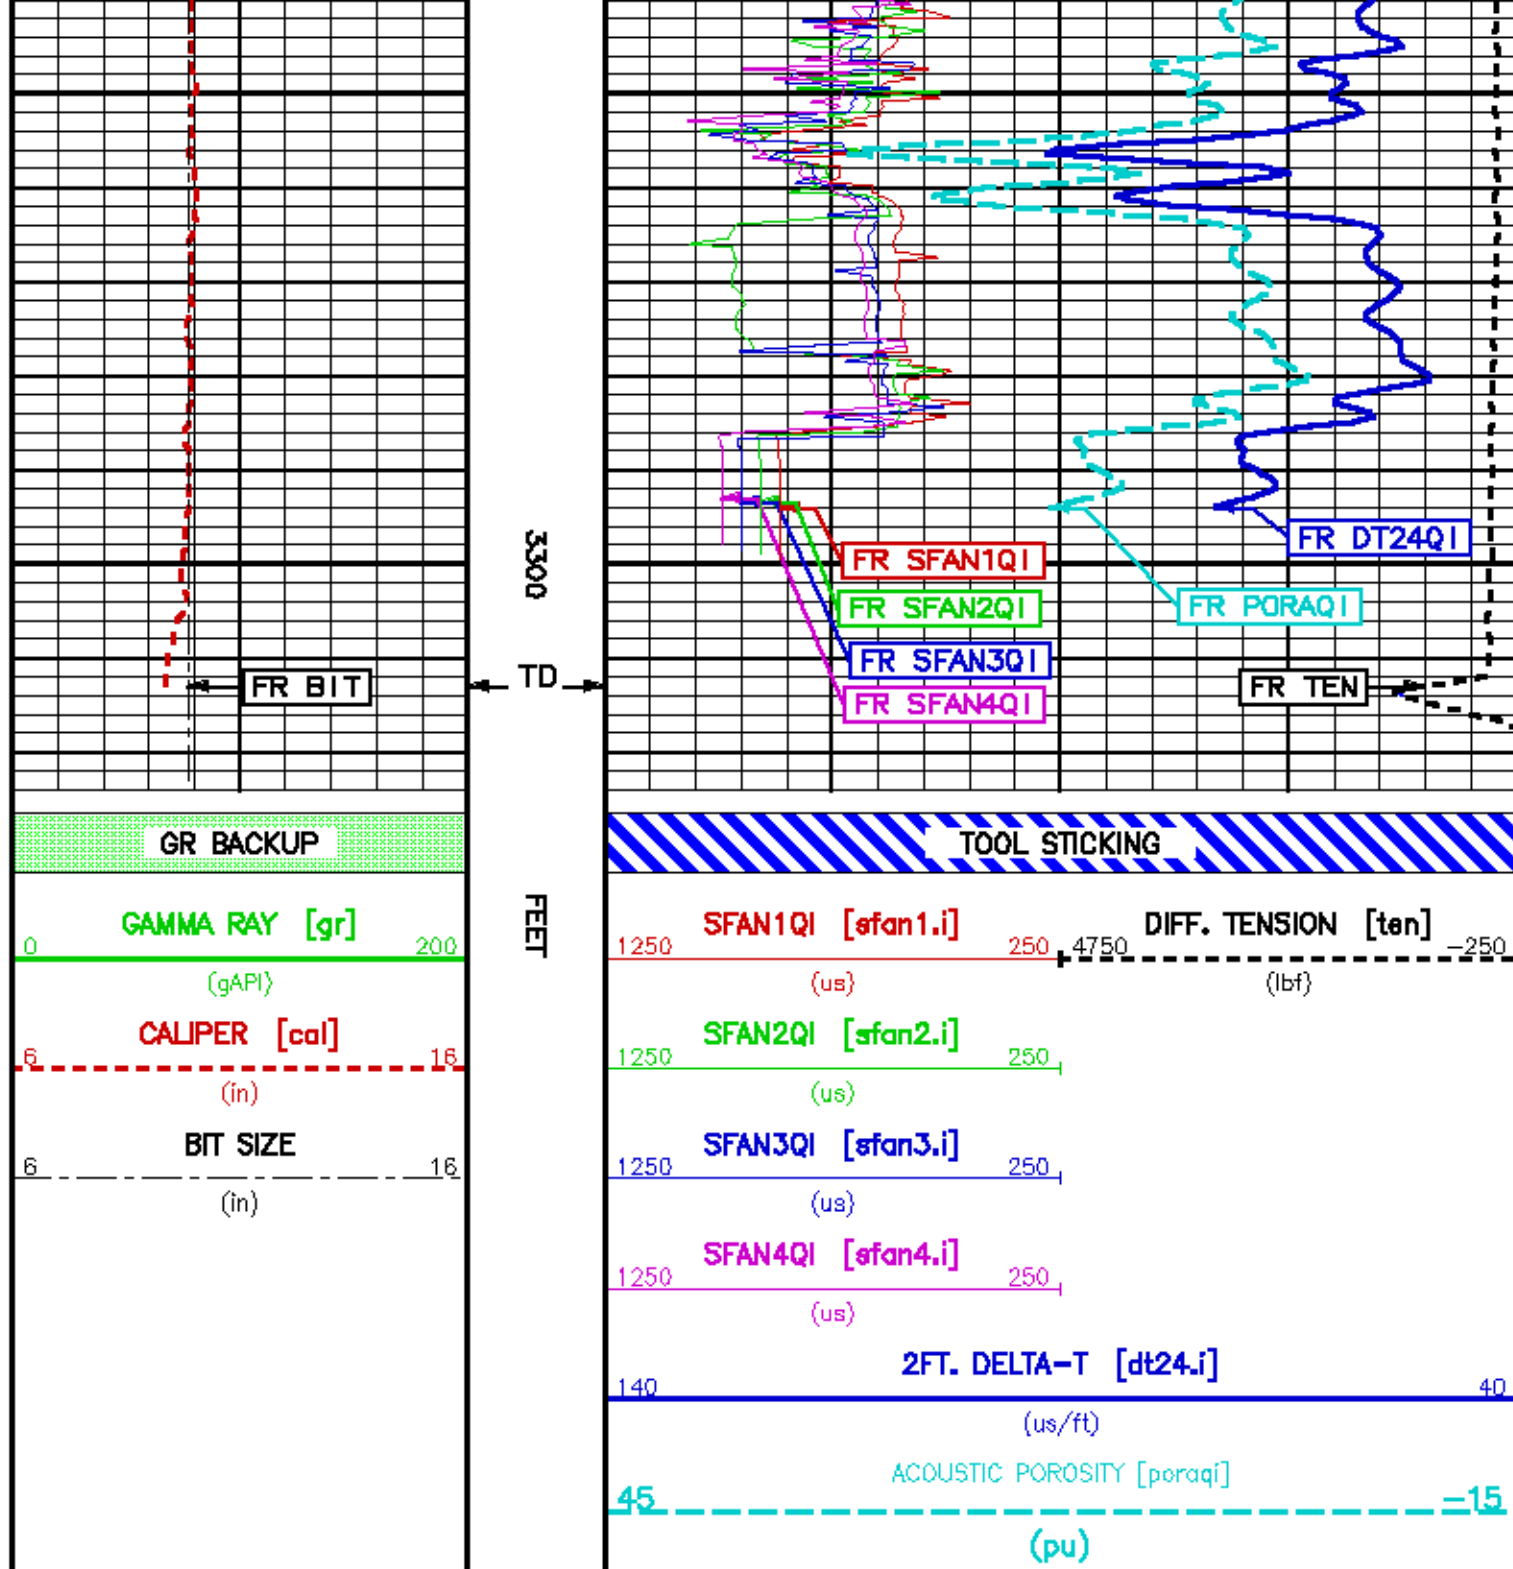 3300
FR DT24QI
FR SFAN1QI
FR SFAN2QI
FR PORAQI
FR SFAN3QI
FR BIT
TD
FR TEN
FR SFAN4QI
GR BACKUP
TOOL STICKING
FEET
GAMMA RAY [gr]
0 200
(gAPI)
CALIPER [cal]
6 16
(in)
BIT SIZE
6 16
(in)
SFAN1QI [sfan1.i]
1250 250
(us)
DIFF. TENSION [ten]
4750 -250
(lbf)
SFAN2QI [sfan2.i]
1250 250
(us)
SFAN3QI [sfan3.i]
1250 250
(us)
SFAN4QI [sfan4.i]
1250 250
(us)
2FT. DELTA-T [dt24.i]
140 40
(us/ft)
ACOUSTIC POROSITY [poraqi]
45 -15
(pu)